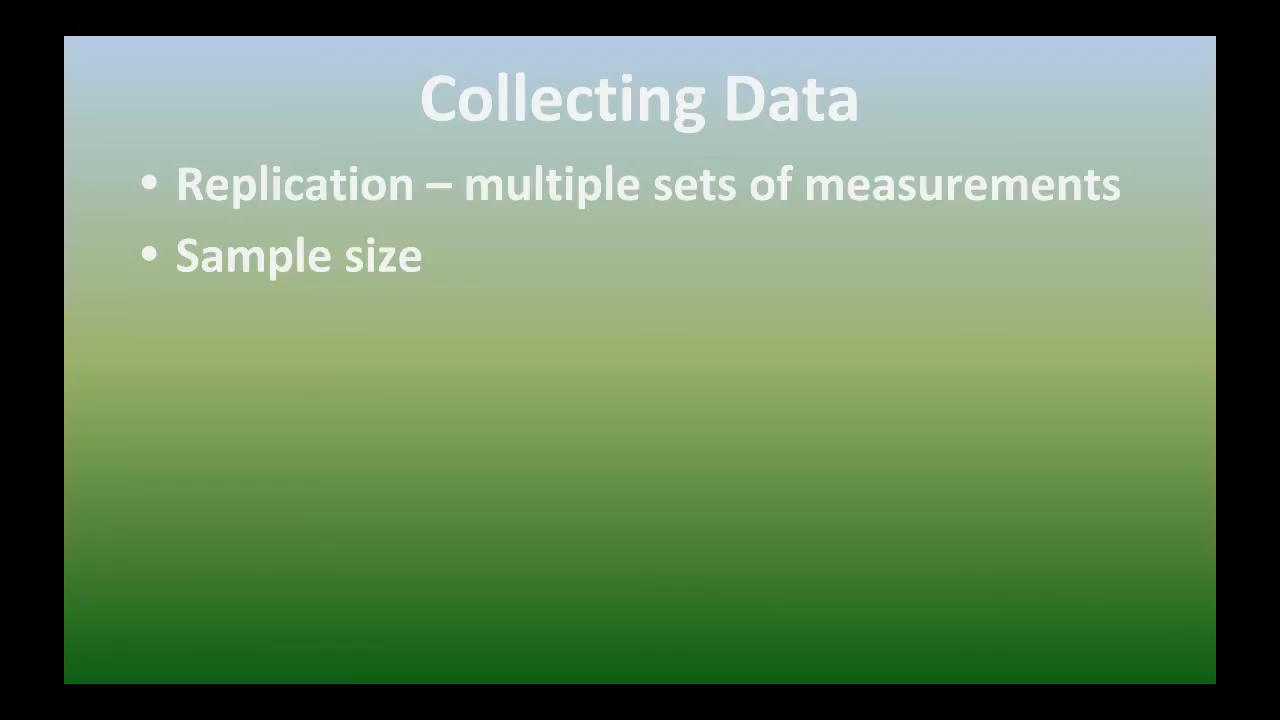 Collecting Data
• Replication – multiple sets of measurements
• Sample size